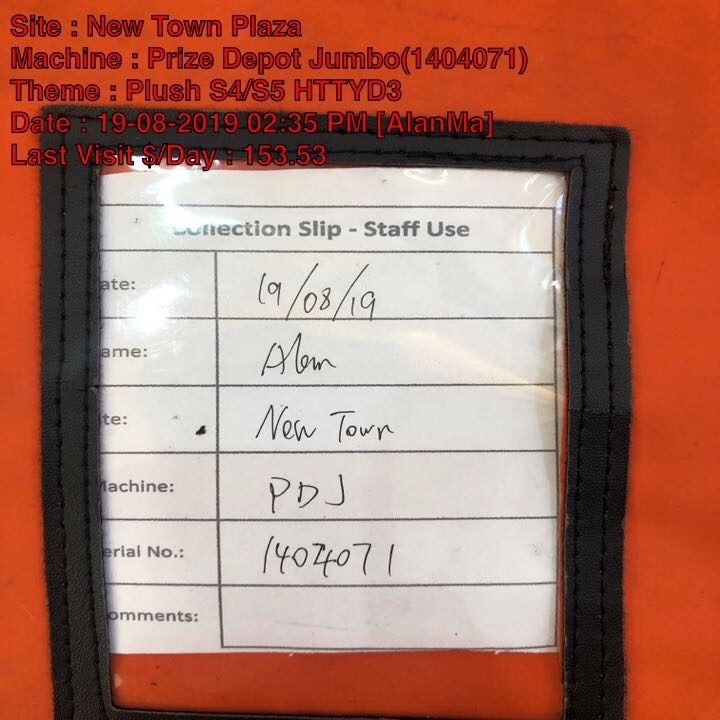 Site : New Town Plaza
Machine : Prize Depot Jumbo(1404071)
Theme : Plush S4/S5 HTTYD3
Date : 19-08-2019 02:35 PM [AlanMa]
Last Visit $/Day : 153.53
Collection Slip - Staff Use
ate: 19/08/19
ame: Alan
te: New Town
Machine: PDJ
erial No.: 1404071
omments: